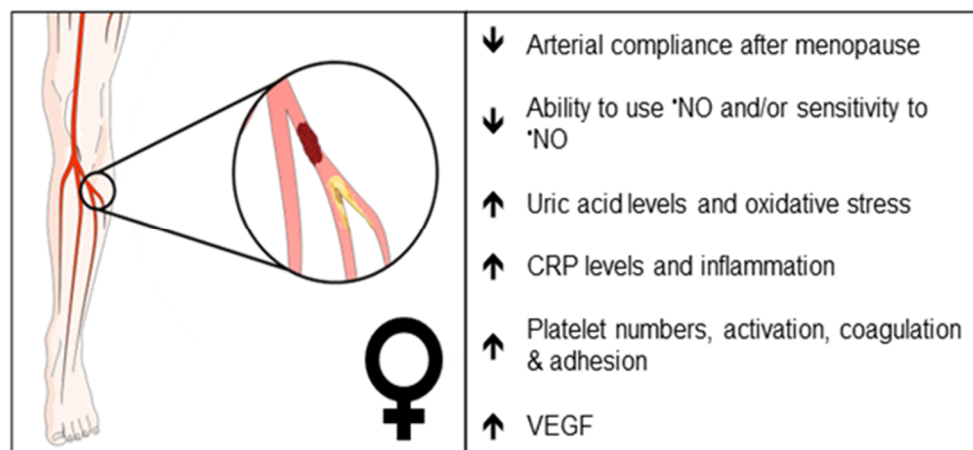 ↓ Arterial compliance after menopause
↓ Ability to use •NO and/or sensitivity to
•NO
↑ Uric acid levels and oxidative stress
↑ CRP levels and inflammation
↑ Platelet numbers, activation, coagulation
& adhesion
↑ VEGF